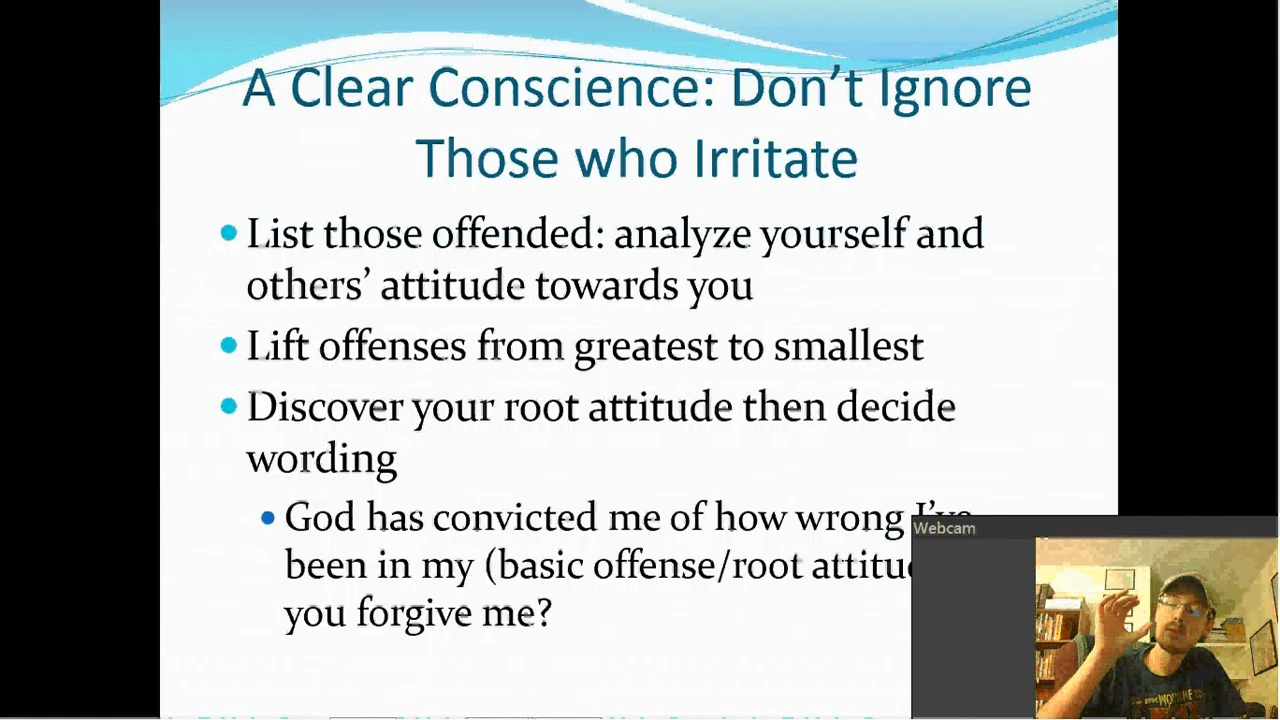 A Clear Conscience: Don't Ignore
Those who Irritate
List those offended: analyze yourself and
others' attitude towards you
Lift offenses from greatest to smallest
Discover your root attitude then decide
wording
God has convicted me of how wrong I've
been in my (basic offense/root
you forgive me?
Webcam